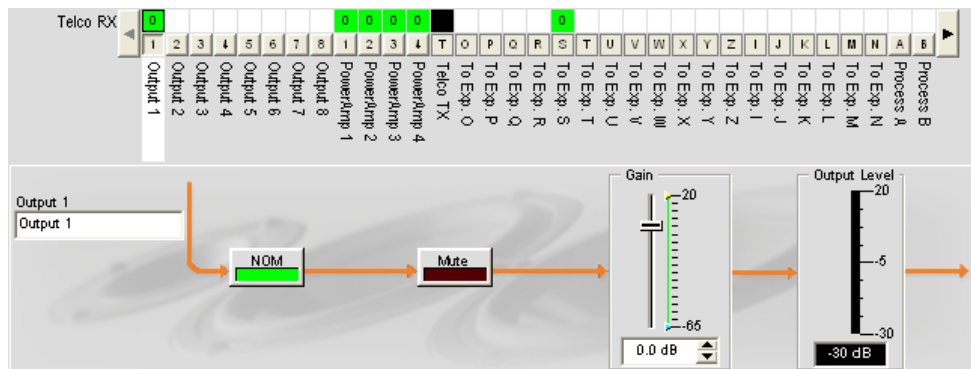 Telco RX 0 0 0 0 0 0
1 2 3 4 5 6 7 8 1 2 3 4 T O P Q R S T U V W X Y Z I J K L M N A B
Output 1
Output 2
Output 3
Output 4
Output 5
Output 6
Output 7
Output 8
PowerAmp 1
PowerAmp 2
PowerAmp 3
PowerAmp 4
Telco TX
To Exp. O
To Exp. P
To Exp. Q
To Exp. R
To Exp. S
To Exp. T
To Exp. U
To Exp. V
To Exp. W
To Exp. X
To Exp. Y
To Exp. Z
To Exp. I
To Exp. J
To Exp. K
To Exp. L
To Exp. M
To Exp. N
Process A
Process B
Output 1
Output 1
NOM
Mute
Gain
20
-65
0.0 dB
Output Level
20
-5
-30
-30 dB